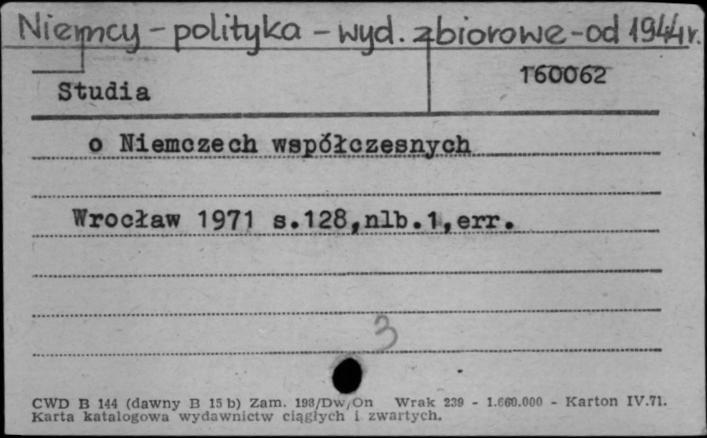 Niemcy - polityka - wyd. zbiorowe - od 1944r.
Studia
160062
o Niemczech współczesnych
Wrocław 1971 s.128,nlb.1,err.
3
CWD B 144 (dawny B 15 b) Zam. 198/Dw/On Wrak 239 - 1.660.000 - Karton IV.71.
Karta katalogowa wydawnictw ciągłych i zwartych.